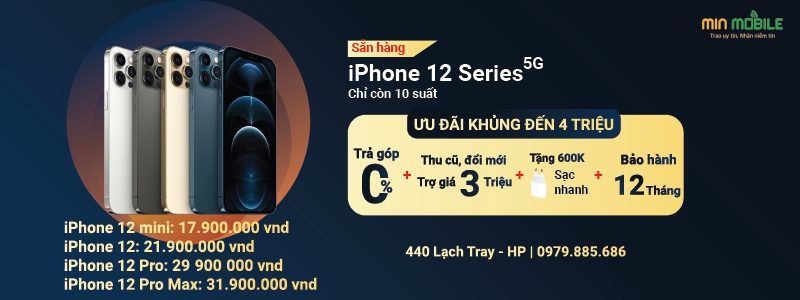 MIN MOBILE
Trao uy tín, Nhận niềm tin
Sẵn hàng
iPhone 12 Series 5G
Chỉ còn 10 suất
ƯU ĐÃI KHỦNG ĐẾN 4 TRIỆU
Trả góp
0%
+
Thu cũ, đổi mới
Trợ giá 3 Triệu
+
Tặng 600K
Sạc
nhanh
+
Bảo hành
12 Tháng
iPhone 12 mini: 17.900.000 vnd
iPhone 12: 21.900.000 vnd
iPhone 12 Pro: 29 900 000 vnd
iPhone 12 Pro Max: 31.900.000 vnd
440 Lạch Tray - HP | 0979.885.686